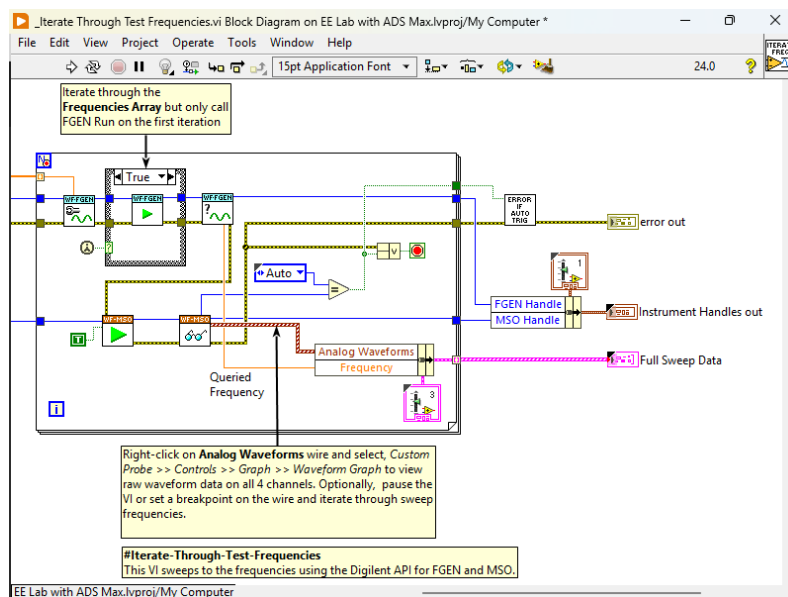 _Iterate Through Test Frequencies.vi Block Diagram on EE Lab with ADS Max.lvproj/My Computer *
File Edit View Project Operate Tools Window Help
15pt Application Font
24.0
?
ITERAT
FREQ
Iterate through the
Frequencies Array but only call
FGEN Run on the first iteration
N
True
WF-FGEN
WF-FGEN
WF-FGEN
?
?
ERROR
IF
AUTO
TRIG
error out
v
1
Auto
=
FGEN Handle
MSO Handle
Instrument Handles out
WF-MSO
WF-MSO
T
Analog Waveforms
Frequency
Full Sweep Data
Queried
Frequency
3
i
Right-click on Analog Waveforms wire and select, Custom
Probe >> Controls >> Graph >> Waveform Graph to view
raw waveform data on all 4 channels. Optionally, pause the
VI or set a breakpoint on the wire and iterate through sweep
frequencies.
#Iterate-Through-Test-Frequencies
This VI sweeps to the frequencies using the Digilent API for FGEN and MSO.
EE Lab with ADS Max.lvproj/My Computer